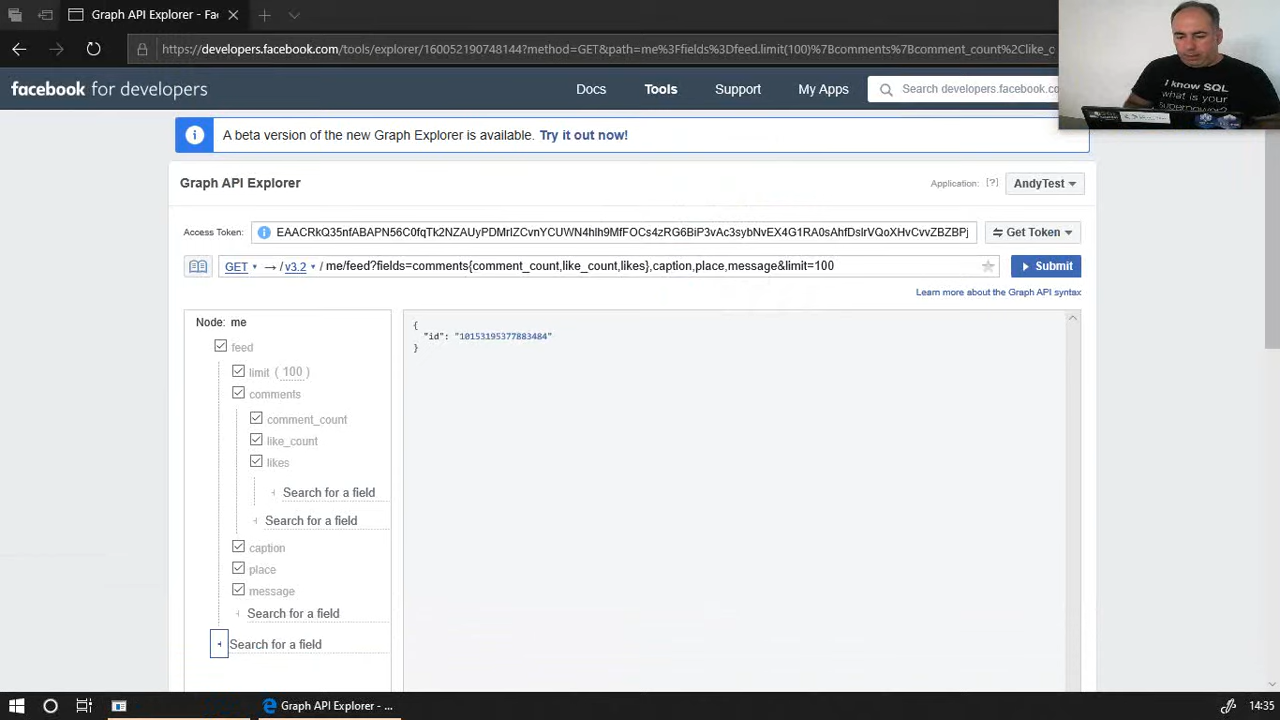 Graph API Explorer - Fac
https://developers.facebook.com/tools/explorer/160052190748144?method=GET&path=me%3Ffields%3Dfeed.limit(100)%7Bcomments%7Bcomment_count%2Clike_c
facebook for developers
Docs
Tools
Support
My Apps
Search developers.facebook.co
I know SQL
what is your
superpower?
A beta version of the new Graph Explorer is available. Try it out now!
Graph API Explorer
Application: [?]
AndyTest
Access Token:
Get Token
GET → /v3.2 / me/feed?fields=comments{comment_count,like_count,likes},caption,place,message&limit=100
Submit
Learn more about the Graph API syntax
Node: me
feed
limit ( 100 )
comments
comment_count
like_count
likes
Search for a field
Search for a field
caption
place
message
Search for a field
Search for a field
{
"id": "10153195377883484"
}
Graph API Explorer - ...
14:35